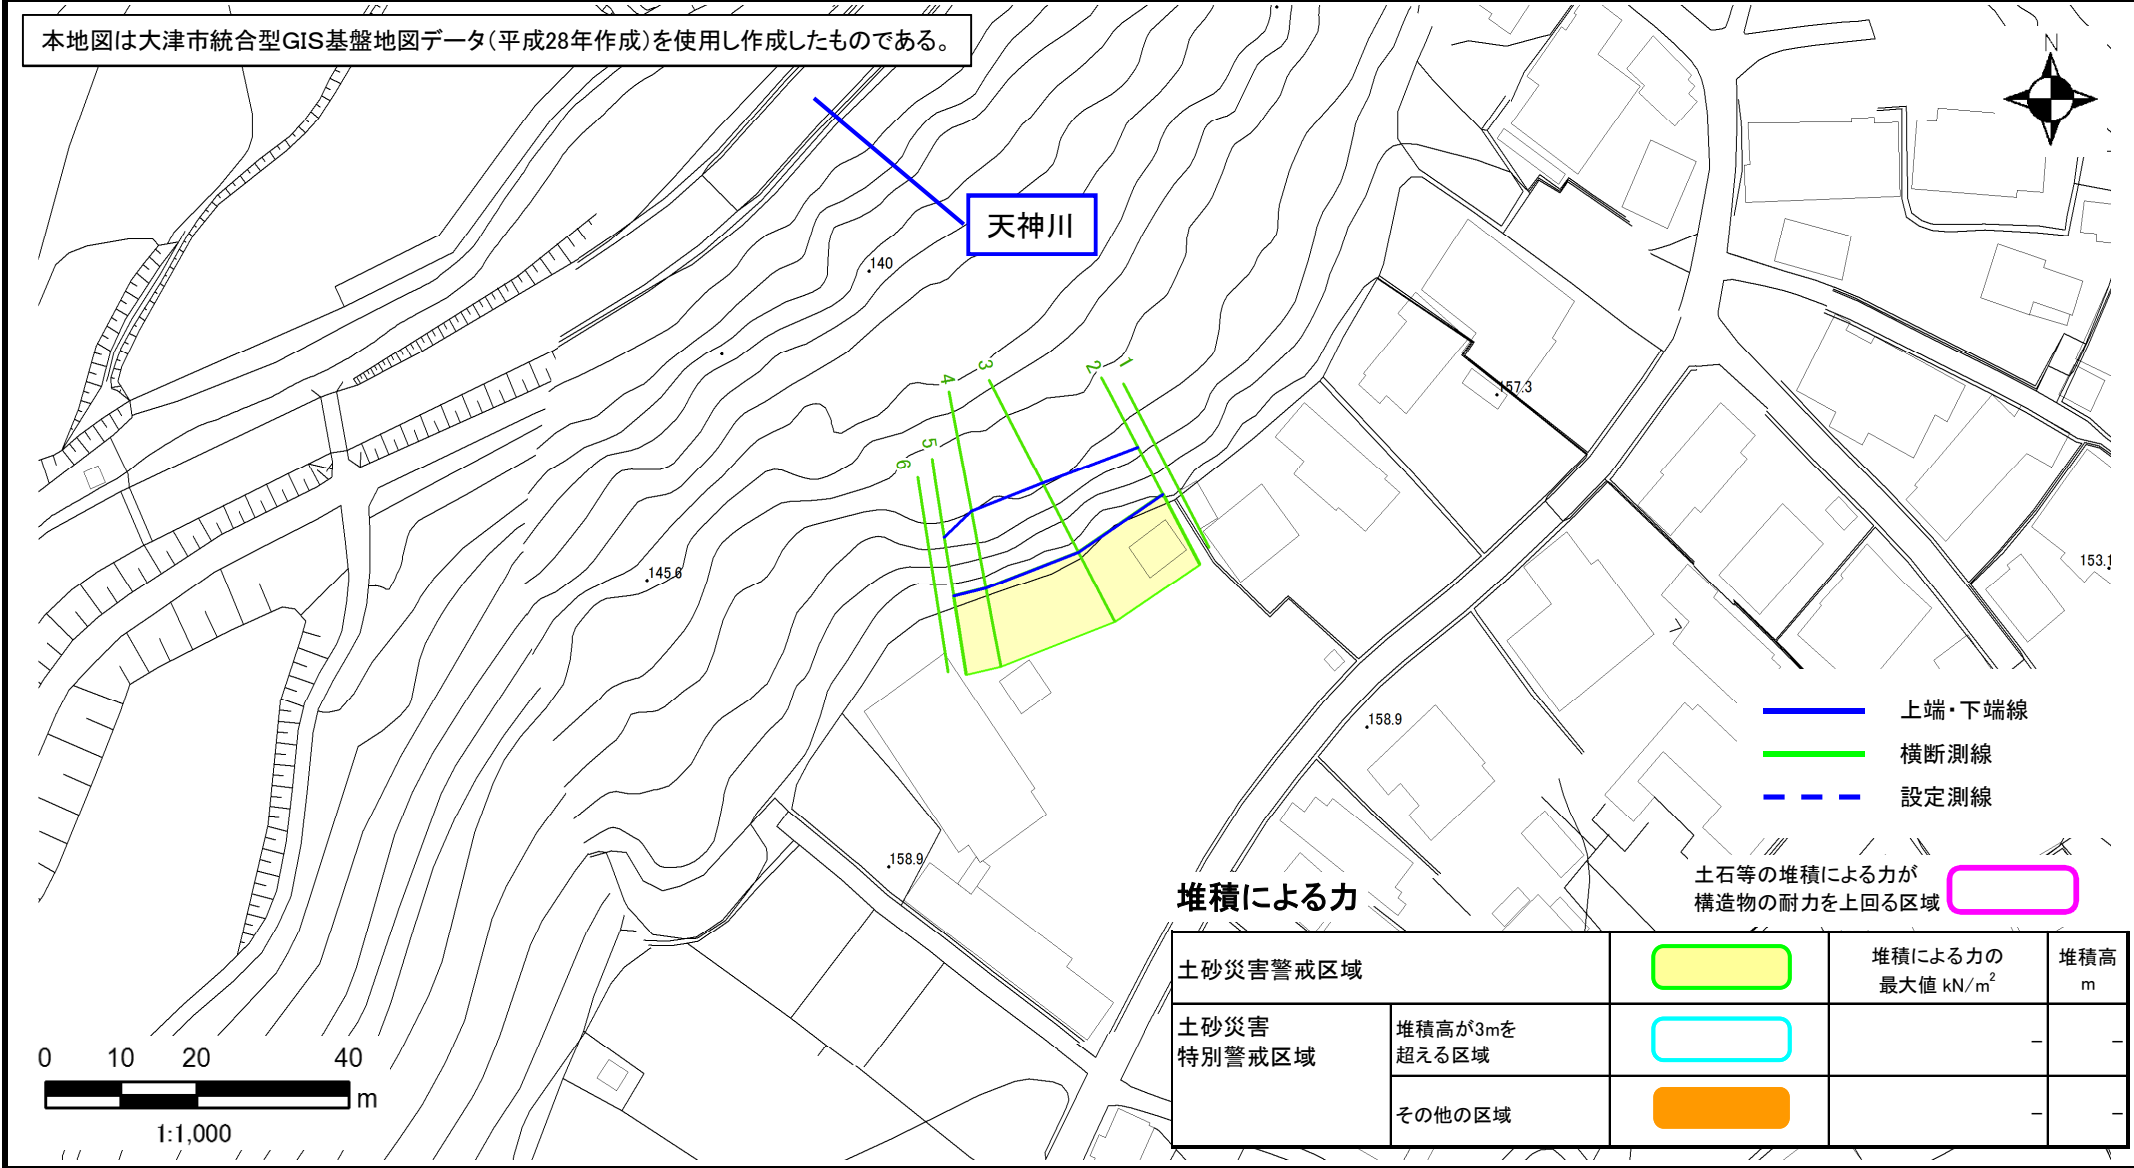 本地図は大津市統合型GIS基盤地図データ(平成28年作成)を使用し作成したものである。
N
天神川
140
3
2
1
4
5
6
157.3
145.6
153.1
158.9
158.9
上端・下端線
横断測線
設定測線
堆積による力
土石等の堆積による力が
構造物の耐力を上回る区域
土砂災害警戒区域
堆積による力の
最大値 kN/m²
堆積高
m
土砂災害
特別警戒区域
堆積高が3mを
超える区域
－
－
その他の区域
－
－
0 10 20 40
m
1:1,000